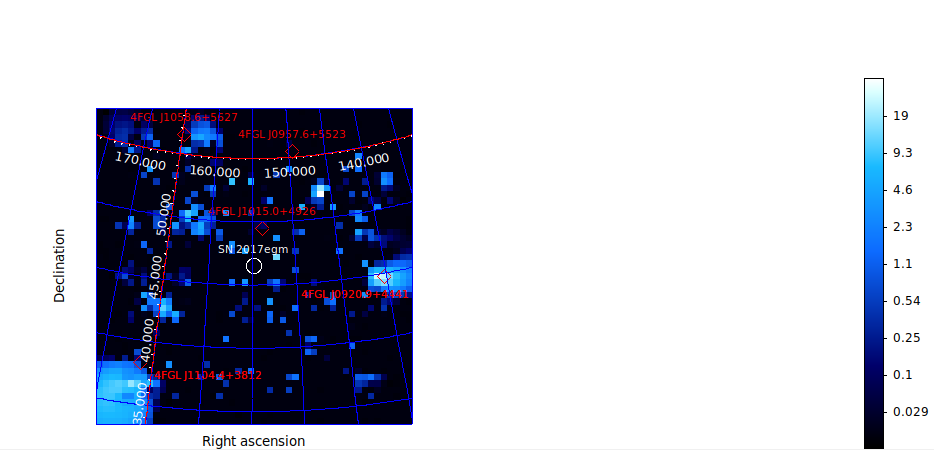 4FGL J1058.6+5627
4FGL J0957.6+5523
170.000
160.000
150.000
140.000
4FGL J1015.0+4926
50.000
SN 2017egm
45.000
4FGL J0920.9+4441
40.000
4FGL J1104.4+3812
35.000
Right ascension
Declination
19
9.3
4.6
2.3
1.1
0.54
0.25
0.1
0.029